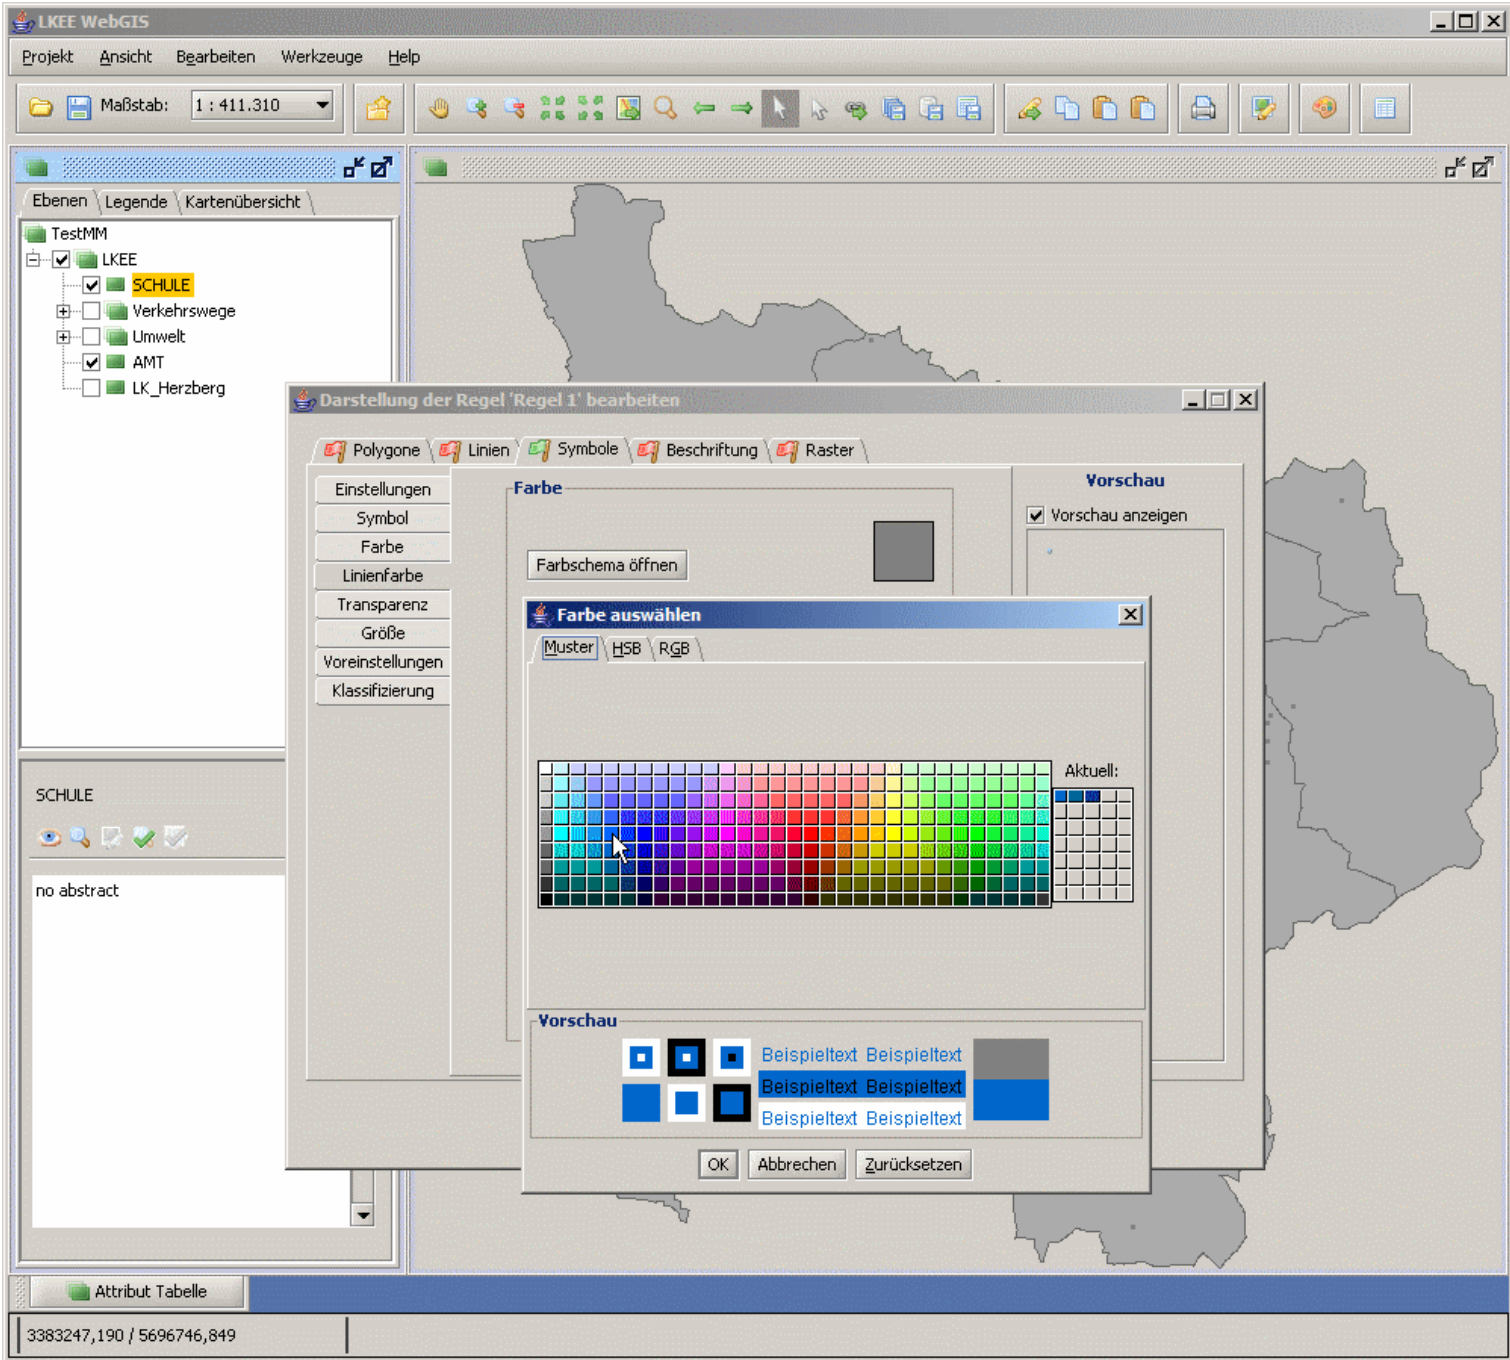 LKEE WebGIS
Projekt Ansicht Bearbeiten Werkzeuge Help
Maßstab: 1 : 411.310
Ebenen Legende Kartenübersicht
TestMM
LKEE
SCHULE
Verkehrswege
Umwelt
AMT
LK_Herzberg
SCHULE
no abstract
Darstellung der Regel 'Regel 1' bearbeiten
Polygone Linien Symbole Beschriftung Raster
Einstellungen
Symbol
Farbe
Linienfarbe
Transparenz
Größe
Voreinstellungen
Klassifizierung
Farbe
Farbschema öffnen
Vorschau
Vorschau anzeigen
Farbe auswählen
Muster HSB RGB
Aktuell:
Vorschau
Beispieltext Beispieltext
Beispieltext Beispieltext
Beispieltext Beispieltext
OK Abbrechen Zurücksetzen
Attribut Tabelle
3383247,190 / 5696746,849